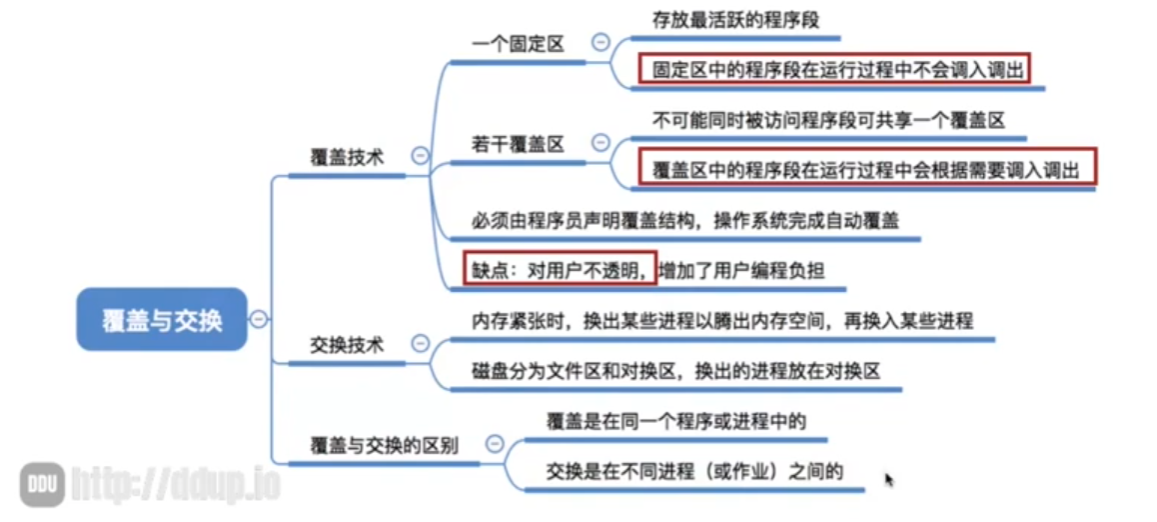 存放最活跃的程序段
一个固定区
固定区中的程序段在运行过程中不会调入调出
不可能同时被访问程序段可共享一个覆盖区
若干覆盖区
覆盖技术
覆盖区中的程序段在运行过程中会根据需要调入调出
必须由程序员声明覆盖结构，操作系统完成自动覆盖
缺点：对用户不透明，增加了用户编程负担
覆盖与交换
内存紧张时，换出某些进程以腾出内存空间，再换入某些进程
交换技术
磁盘分为文件区和对换区，换出的进程放在对换区
覆盖是在同一个程序或进程中的
覆盖与交换的区别
交换是在不同进程（或作业）之间的
DDU http://ddup.io